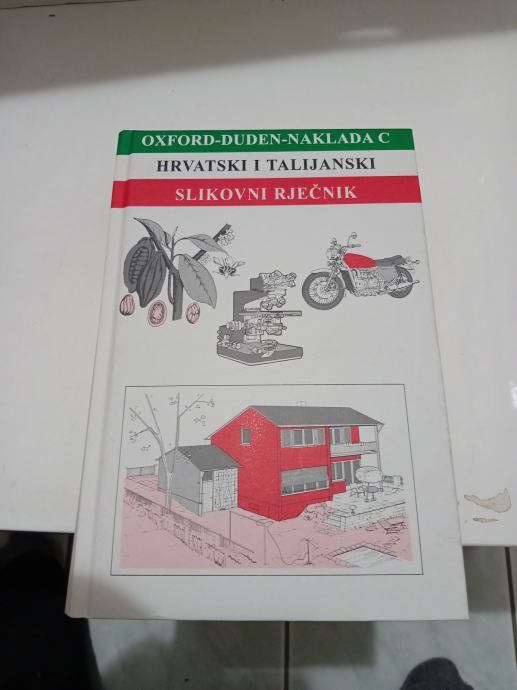 OXFORD-DUDEN-NAKLADA C
HRVATSKI I TALIJANSKI
SLIKOVNI RJEČNIK